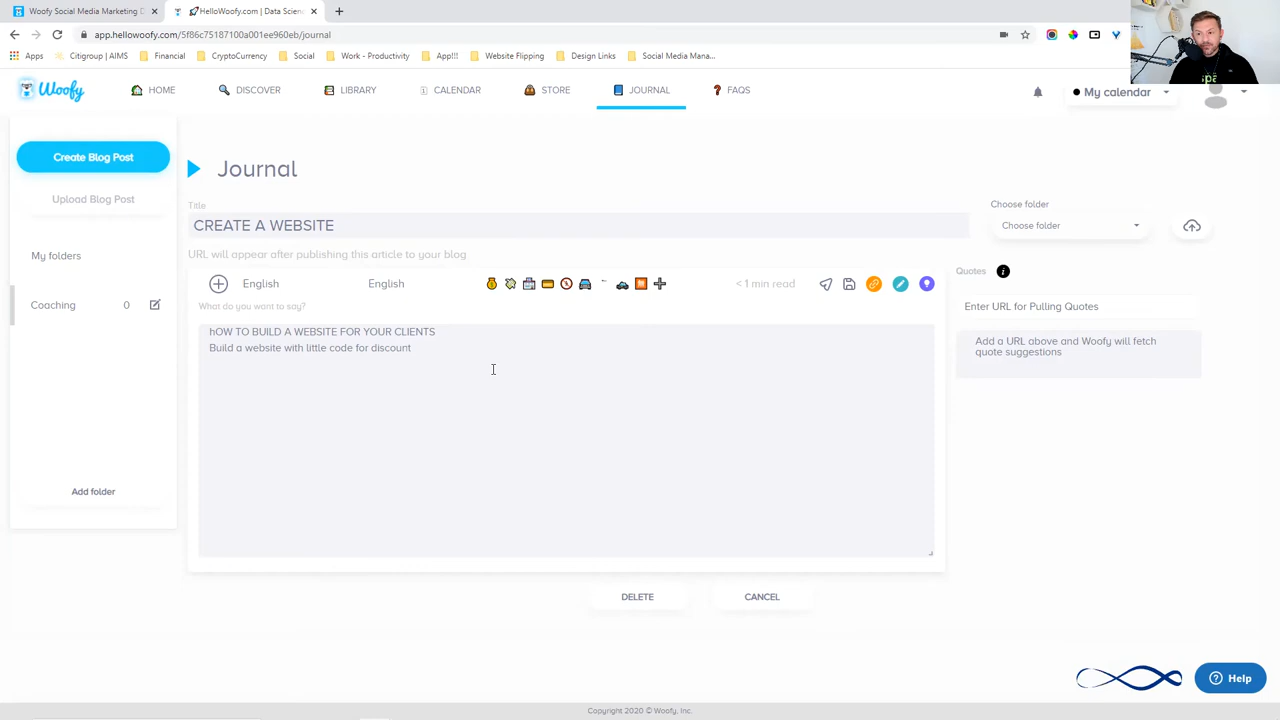 Woofy Social Media Marketing D
HelloWoofy.com | Data Scienc
app.hellowoofy.com/5f86c75187100a001ee960eb/journal
Apps
Citigroup | AIMS
Financial
CryptoCurrency
Social
Work - Productivity
App!!!
Website Flipping
Design Links
Social Media Mana...
Woofy
HOME
DISCOVER
LIBRARY
CALENDAR
STORE
JOURNAL
FAQS
My calendar
Create Blog Post
Upload Blog Post
My folders
Coaching 0
Add folder
Journal
Title
CREATE A WEBSITE
Choose folder
Choose folder
URL will appear after publishing this article to your blog
English
English
< 1 min read
What do you want to say?
hOW TO BUILD A WEBSITE FOR YOUR CLIENTS
Build a website with little code for discount
Quotes
Enter URL for Pulling Quotes
Add a URL above and Woofy will fetch
quote suggestions
DELETE
CANCEL
Help
Copyright 2020 © Woofy, Inc.